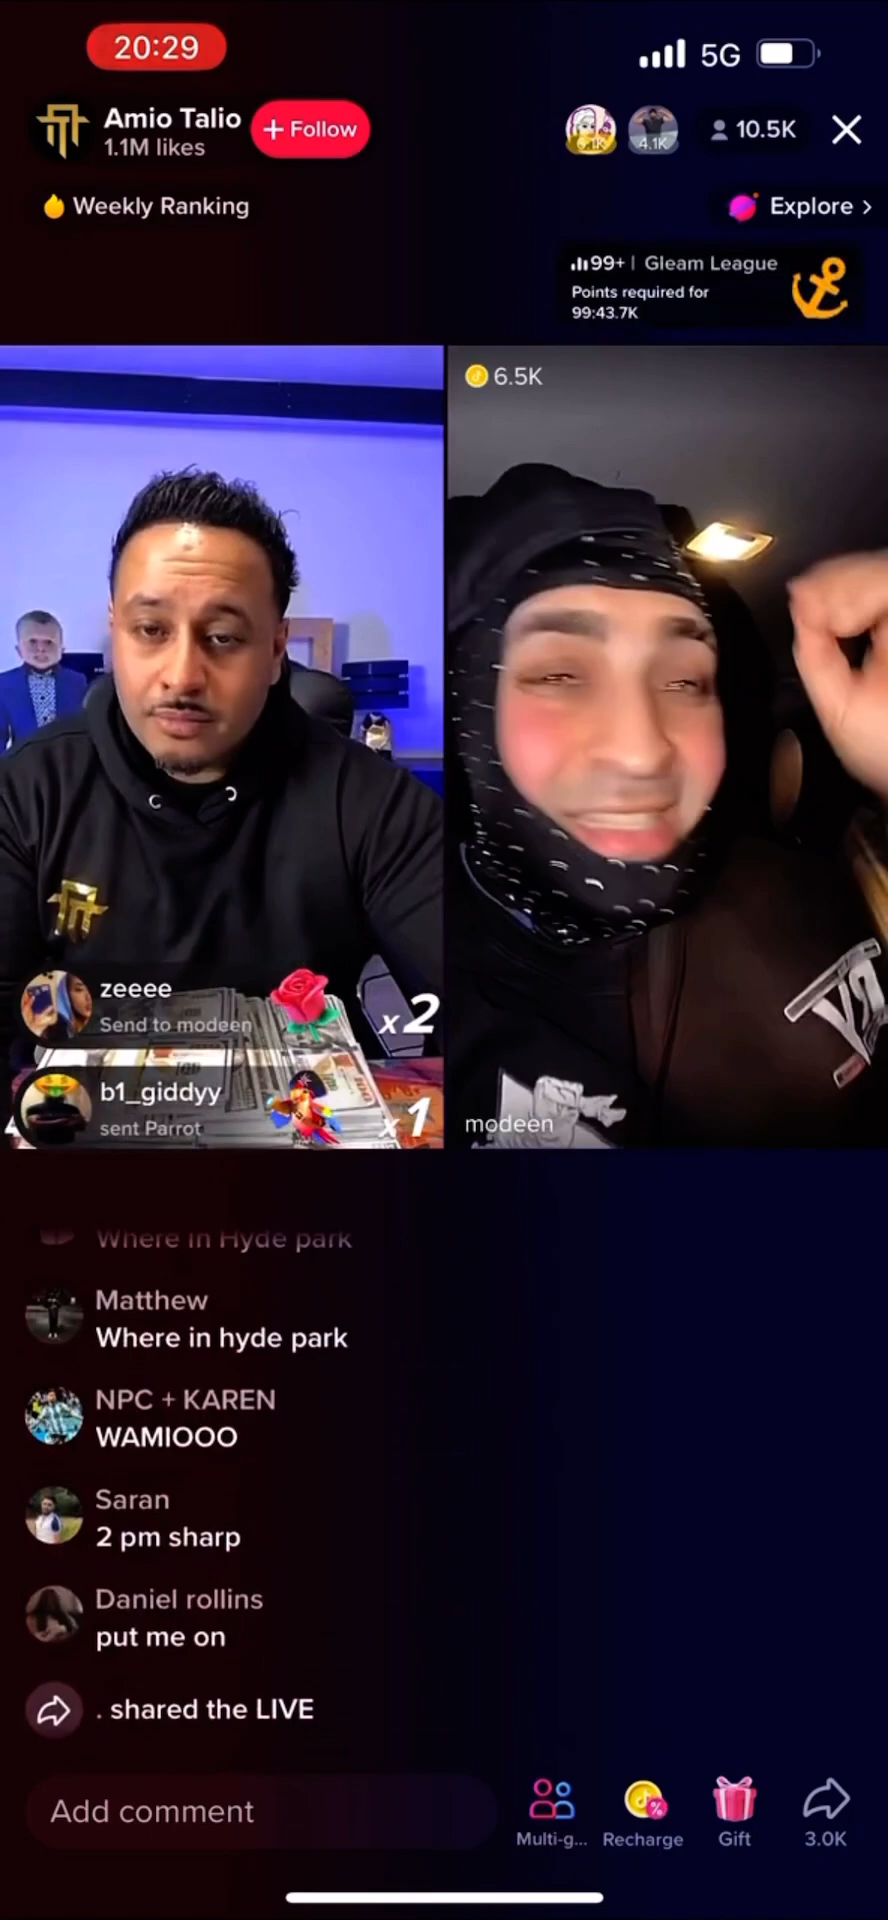 20:29
5G
Amio Talio
1.1M likes
+ Follow
4.1K
10.5K
Weekly Ranking
Explore >
99+ | Gleam League
Points required for
99:43.7K
6.5K
zeeee
Send to modeen
x2
b1_giddyy
sent Parrot
x1
modeen
Where in Hyde park
Matthew
Where in hyde park
NPC + KAREN
WAMIOOO
Saran
2 pm sharp
Daniel rollins
put me on
. shared the LIVE
Add comment
Multi-g...
Recharge
Gift
3.0K